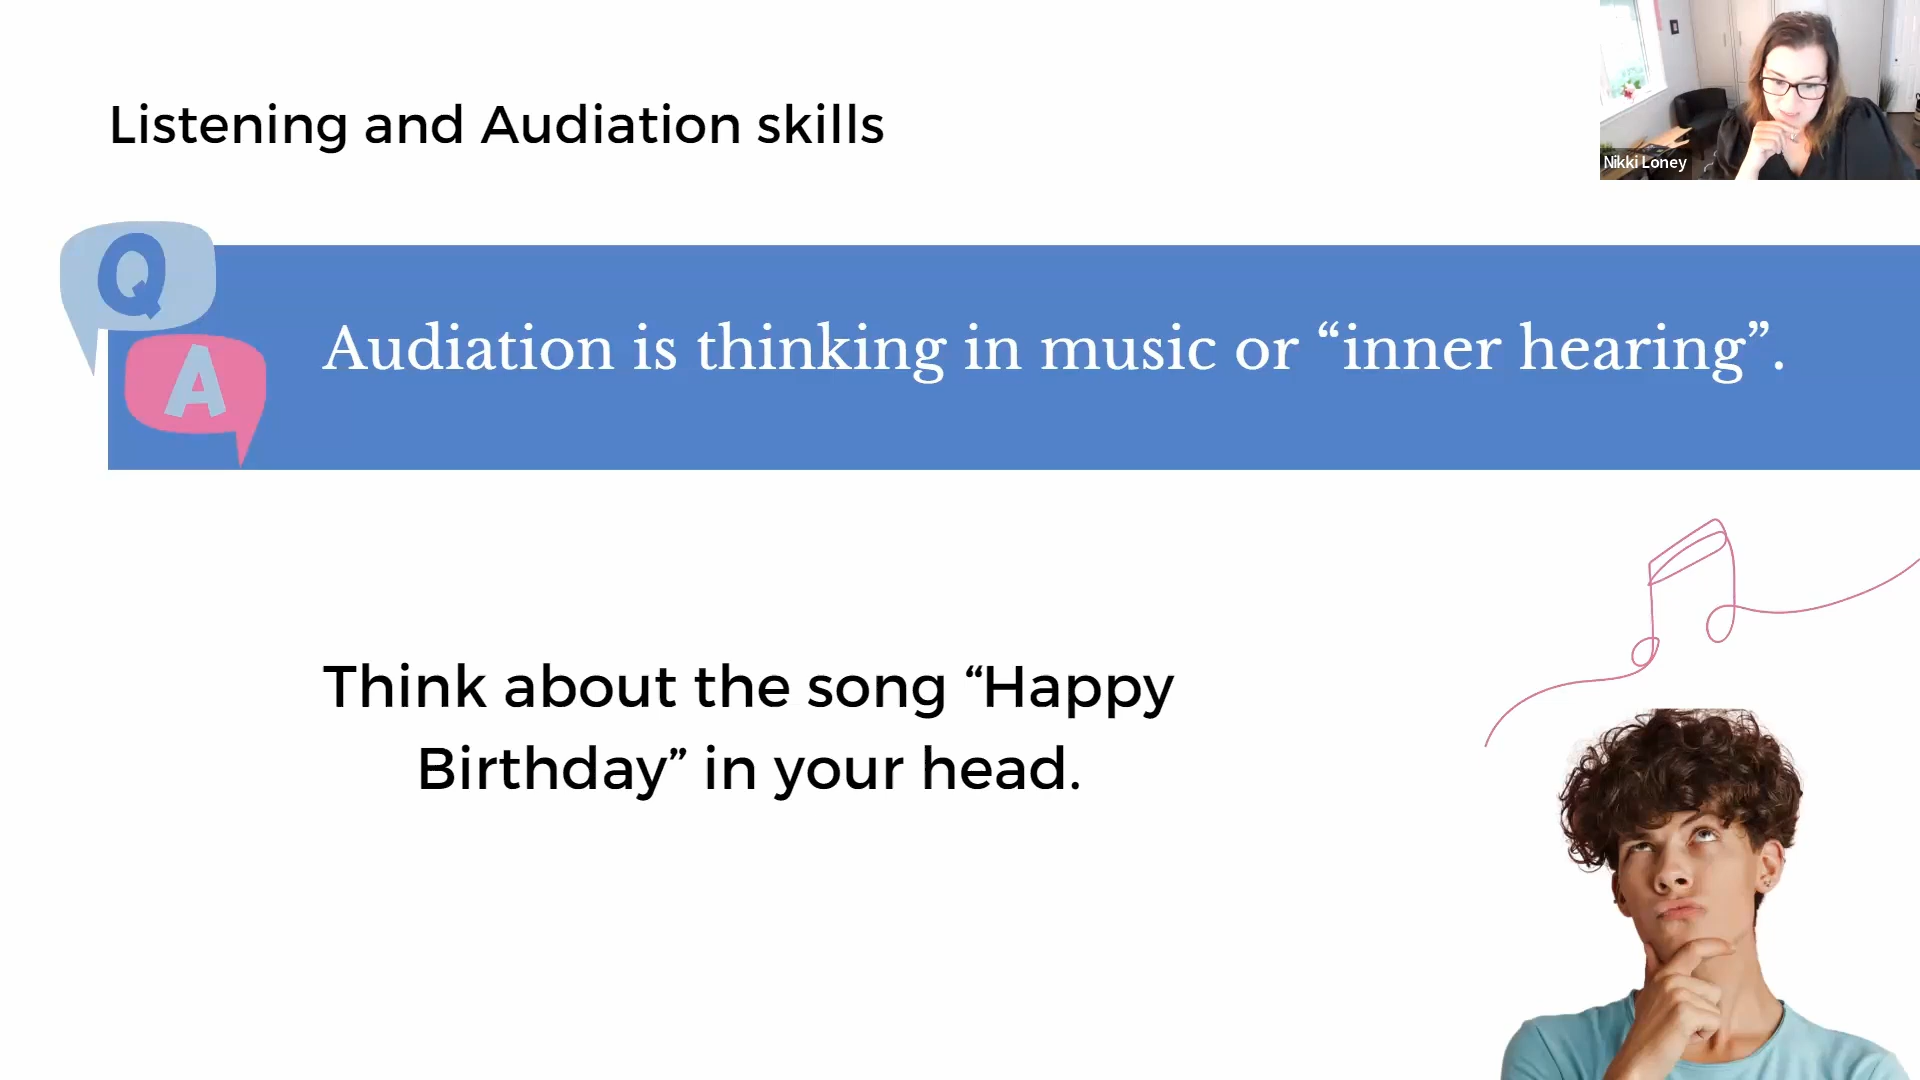 Listening and Audiation skills
Nikki Loney
Q
A
Audiation is thinking in music or “inner hearing”.
Think about the song “Happy
Birthday” in your head.